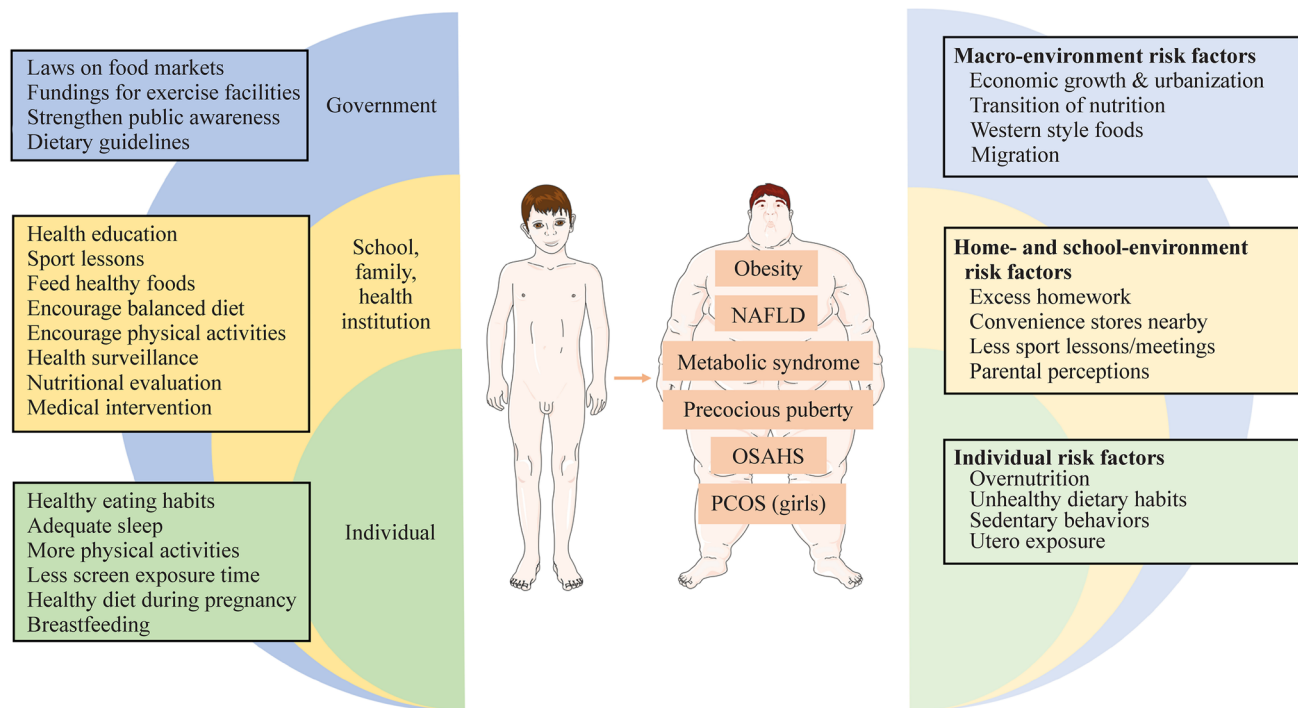 Laws on food markets
Fundings for exercise facilities
Strengthen public awareness
Dietary guidelines
Government
Health education
Sport lessons
Feed healthy foods
Encourage balanced diet
Encourage physical activities
Health surveillance
Nutritional evaluation
Medical intervention
School,
family,
health
institution
Healthy eating habits
Adequate sleep
More physical activities
Less screen exposure time
Healthy diet during pregnancy
Breastfeeding
Individual
Obesity
NAFLD
Metabolic syndrome
Precocious puberty
OSAHS
PCOS (girls)
Macro-environment risk factors
Economic growth & urbanization
Transition of nutrition
Western style foods
Migration
Home- and school-environment
risk factors
Excess homework
Convenience stores nearby
Less sport lessons/meetings
Parental perceptions
Individual risk factors
Overnutrition
Unhealthy dietary habits
Sedentary behaviors
Utero exposure